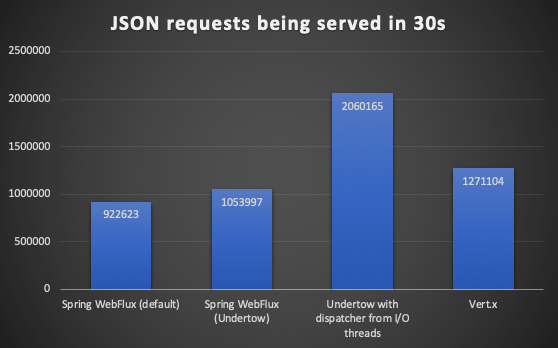 JSON requests being served in 30s
2500000
2000000
1500000
1000000
500000
0
922623
1053997
2060165
1271104
Spring WebFlux (default)
Spring WebFlux
(Undertow)
Undertow with
dispatcher from I/O
threads
Vert.x